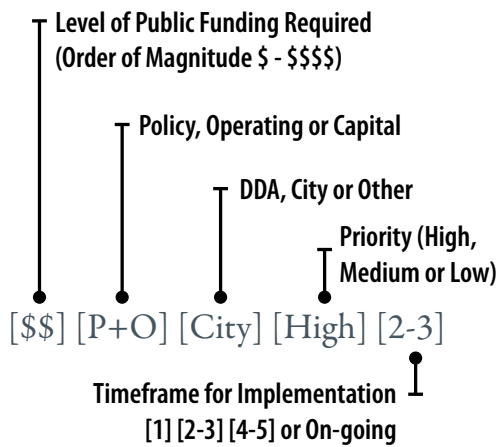 Level of Public Funding Required
(Order of Magnitude $ - $$$$)
Policy, Operating or Capital
DDA, City or Other
Priority (High,
Medium or Low)
[$$] [P+O] [City] [High] [2-3]
Timeframe for Implementation
[1] [2-3] [4-5] or On-going